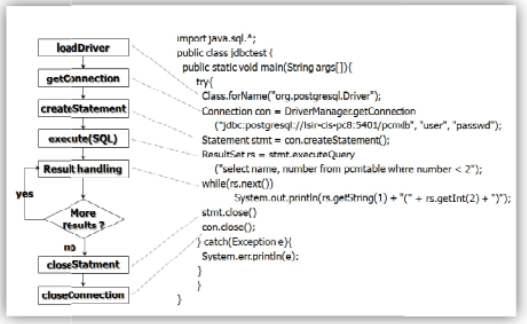 loadDriver
getConnection
createStatement
execute(SQL)
Result handling
yes
More
results ?
no
closeStatment
closeConnection
import java.sql.*;
public class jdbctest {
public static void main(String args[]){
try{
Class.forName("org.postgresql.Driver");
Connection con = DriverManager.getConnection
("jdbc:postgresql://lsir-cis-pc8:5401/pcmdb", "user", "passwd");
Statement stmt = con.createStatement();
ResultSet rs = stmt.executeQuery
("select name, number from pcmtable where number < 2");
while(rs.next())
System.out.println(rs.getString(1) + "(" + rs.getInt(2) + ")");
stmt.close()
con.close();
} catch(Exception e){
System.err.println(e);
}
}
}